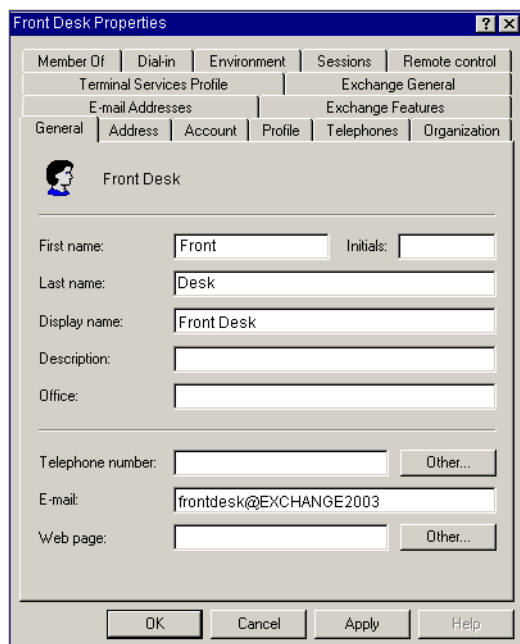 Front Desk Properties ? X
Member Of Dial-in Environment Sessions Remote control
Terminal Services Profile Exchange General
E-mail Addresses Exchange Features
General Address Account Profile Telephones Organization
Front Desk
First name: Front Initials:
Last name: Desk
Display name: Front Desk
Description:
Office:
Telephone number: Other...
E-mail: frontdesk@EXCHANGE2003
Web page: Other...
OK Cancel Apply Help